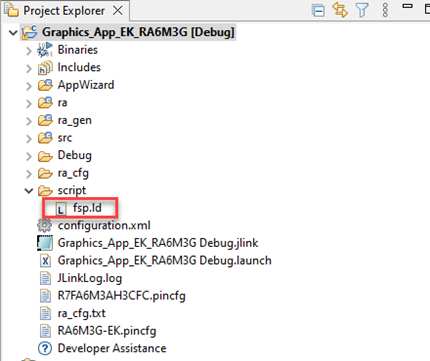 Project Explorer
Graphics_App_EK_RA6M3G [Debug]
Binaries
Includes
AppWizard
ra
ra_gen
src
Debug
ra_cfg
script
fsp.ld
configuration.xml
Graphics_App_EK_RA6M3G Debug.jlink
Graphics_App_EK_RA6M3G Debug.launch
JLinkLog.log
R7FA6M3AH3CFC.pincfg
ra_cfg.txt
RA6M3G-EK.pincfg
Developer Assistance